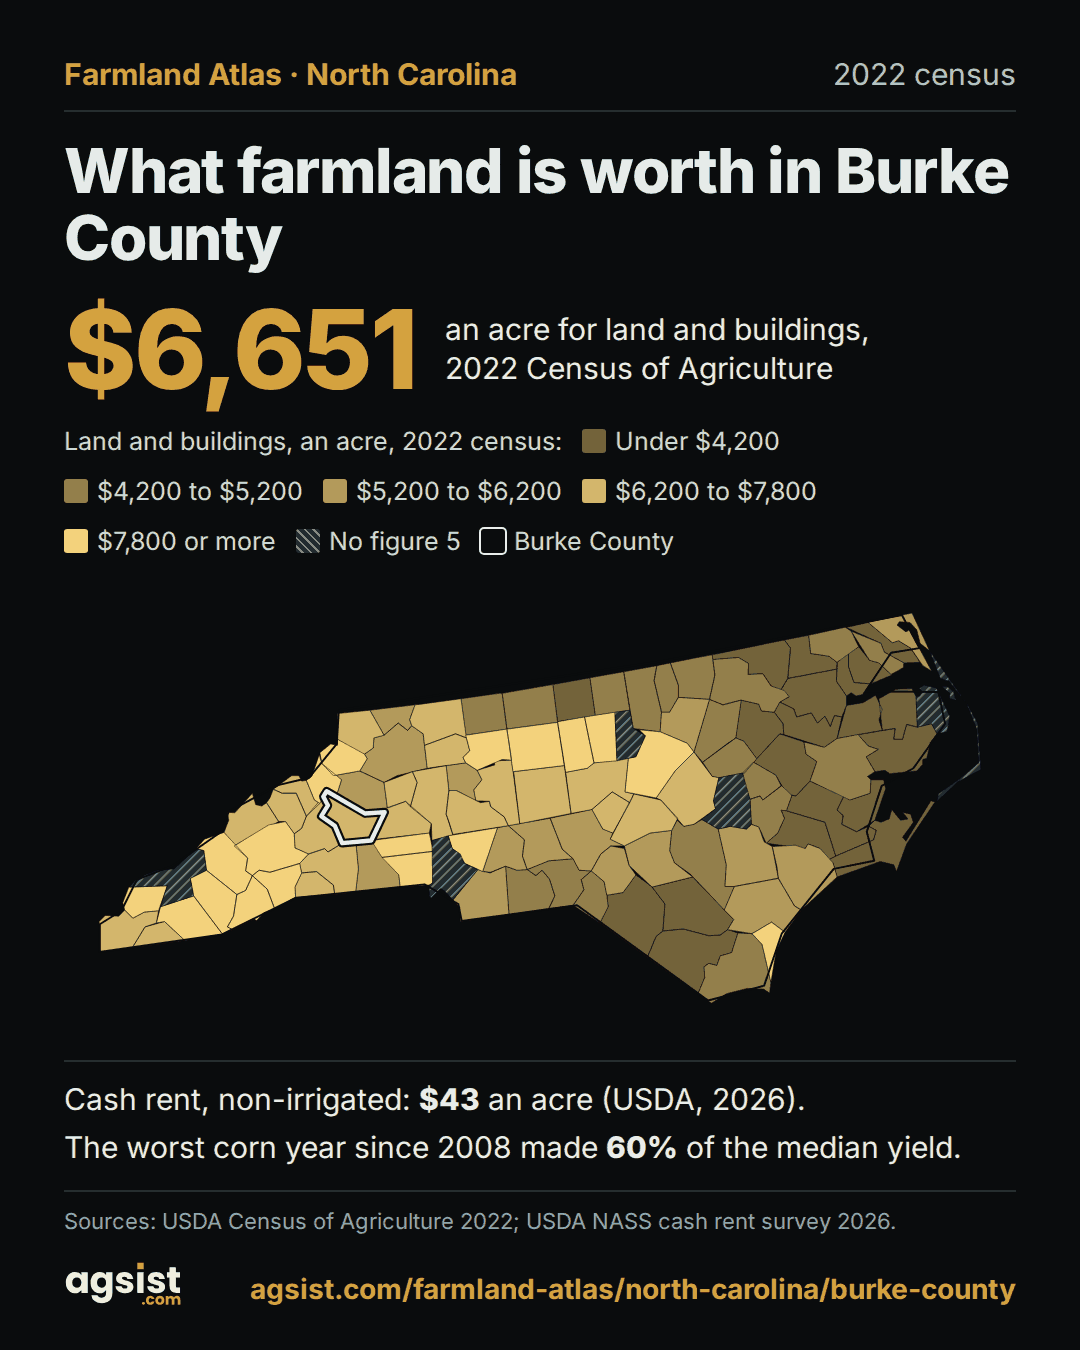 Farmland Atlas · North Carolina
2022 census
What farmland is worth in Burke
County
$6,651
an acre for land and buildings,
2022 Census of Agriculture
Land and buildings, an acre, 2022 census: Under $4,200
$4,200 to $5,200 $5,200 to $6,200 $6,200 to $7,800
$7,800 or more No figure 5 Burke County
Cash rent, non-irrigated: $43 an acre (USDA, 2026).
The worst corn year since 2008 made 60% of the median yield.
Sources: USDA Census of Agriculture 2022; USDA NASS cash rent survey 2026.
agsist
.com
agsist.com/farmland-atlas/north-carolina/burke-county